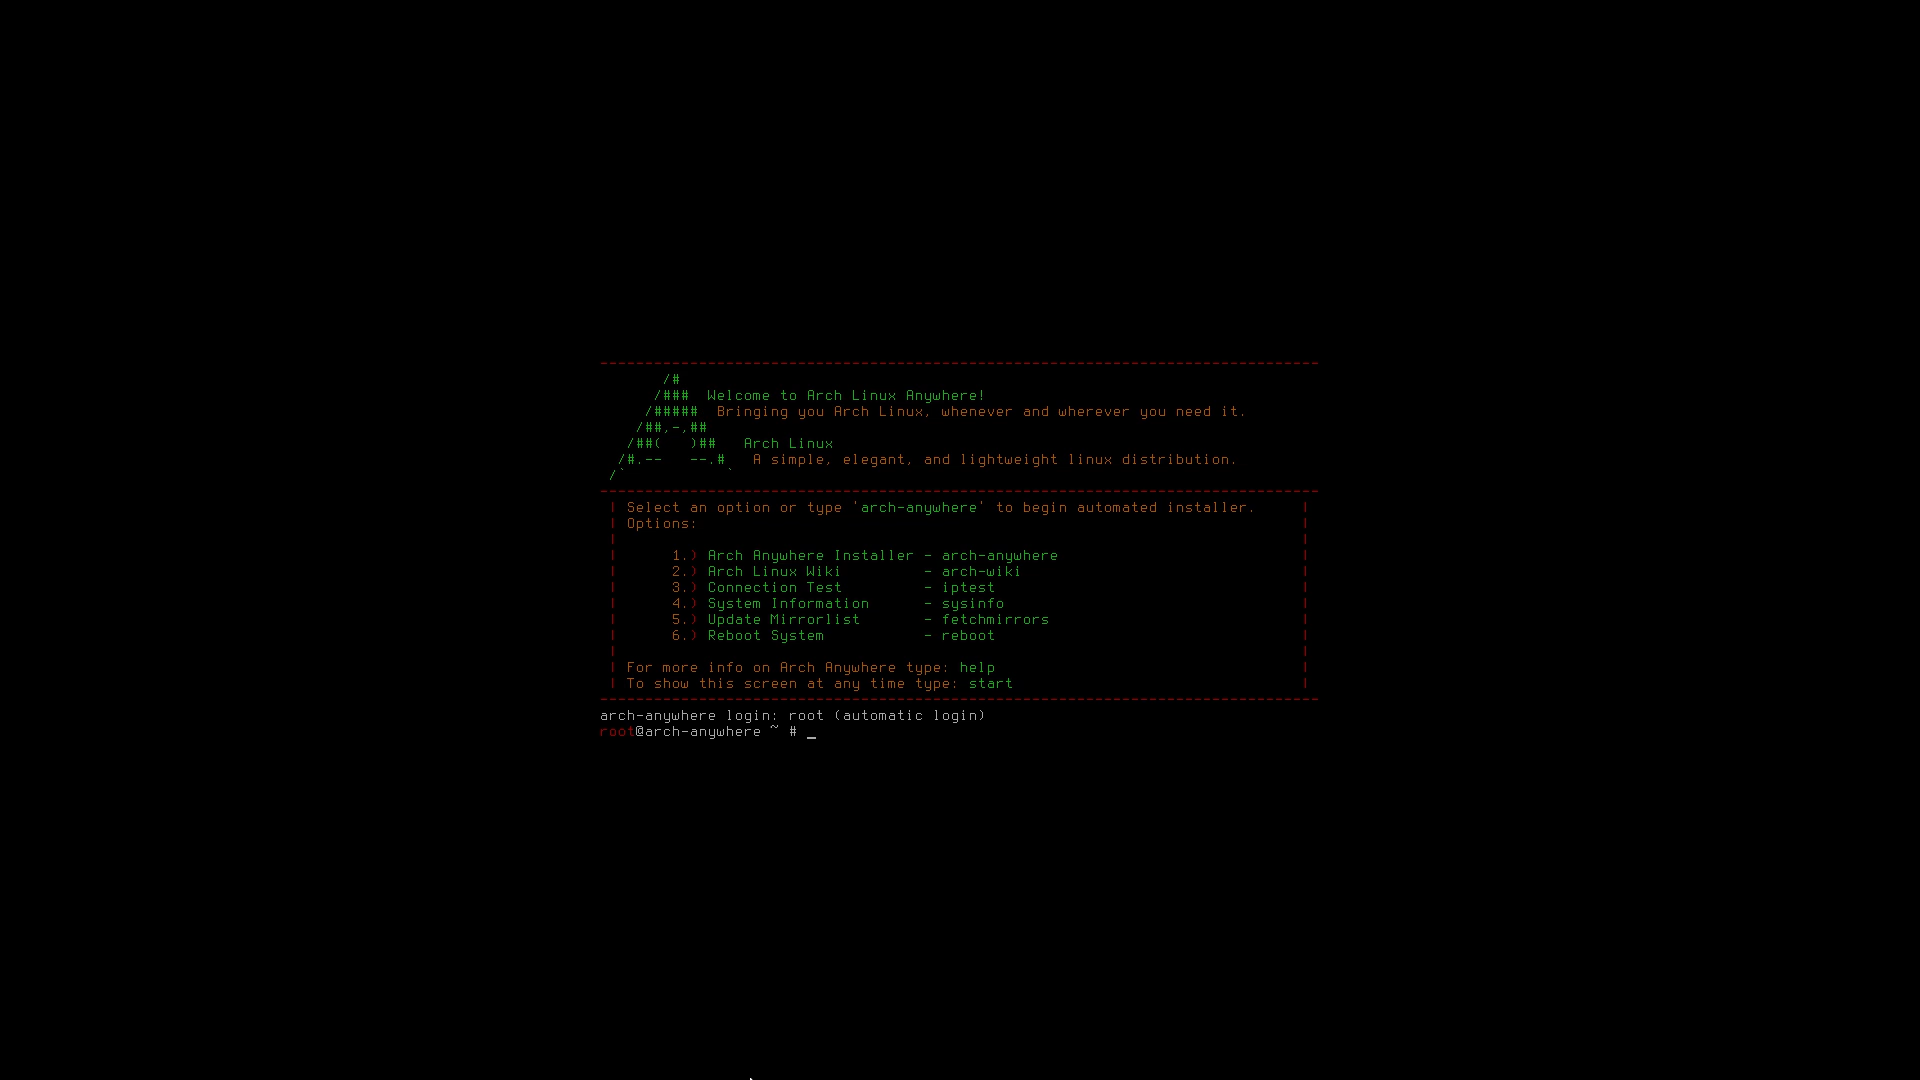 --------------------------------------------------------------------------------
/#
/### Welcome to Arch Linux Anywhere!
/##### Bringing you Arch Linux, whenever and wherever you need it.
/##,-,##
/##( )## Arch Linux
/#.-- --.# A simple, elegant, and lightweight linux distribution.
/` `
--------------------------------------------------------------------------------
| Select an option or type 'arch-anywhere' to begin automated installer. |
| Options: |
| |
| 1.) Arch Anywhere Installer - arch-anywhere |
| 2.) Arch Linux Wiki - arch-wiki |
| 3.) Connection Test - iptest |
| 4.) System Information - sysinfo |
| 5.) Update Mirrorlist - fetchmirrors |
| 6.) Reboot System - reboot |
| |
| For more info on Arch Anywhere type: help |
| To show this screen at any time type: start |
--------------------------------------------------------------------------------
arch-anywhere login: root (automatic login)
root@arch-anywhere ~ # _